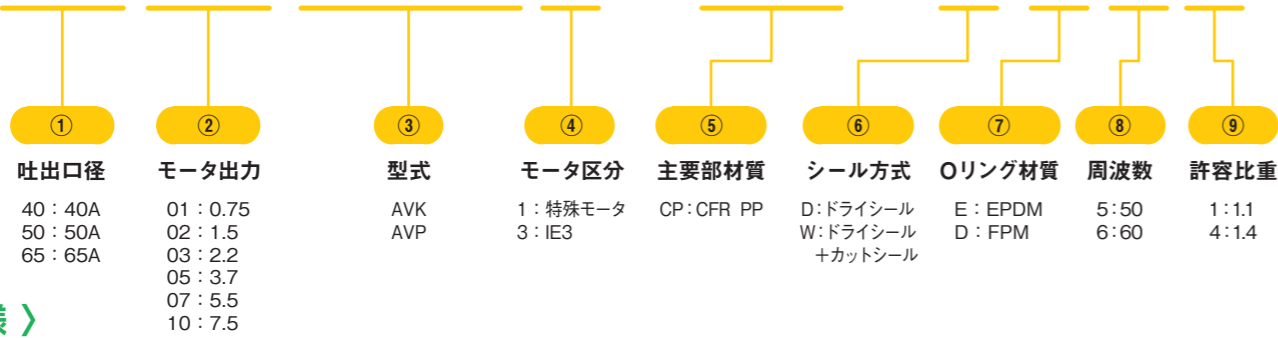 ① ② ③ ④ ⑤ ⑥ ⑦ ⑧ ⑨
吐出口径 モータ出力 型式 モータ区分 主要部材質 シール方式 Oリング材質 周波数 許容比重
40：40A 01：0.75 AVK 1：特殊モータ CP：CFR PP D：ドライシール E：EPDM 5：50 1：1.1
50：50A 02：1.5 AVP 3：IE3 W：ドライシール D：FPM 6：60 4：1.4
65：65A 03：2.2 ＋カットシール
05：3.7
07：5.5
様 〉 10：7.5